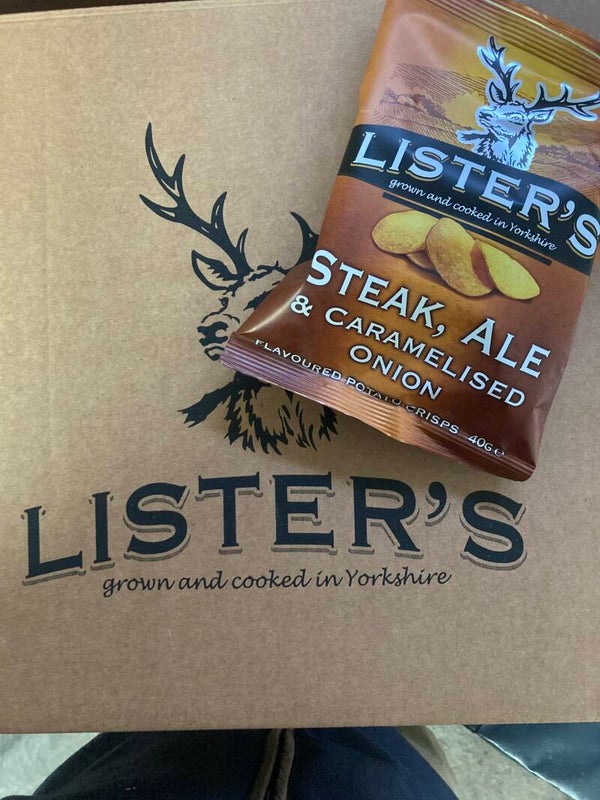 LISTER'S
grown and cooked in Yorkshire
STEAK, ALE
& CARAMELISED
ONION
FLAVOURED POTATO CRISPS 40G e
LISTER'S
grown and cooked in Yorkshire